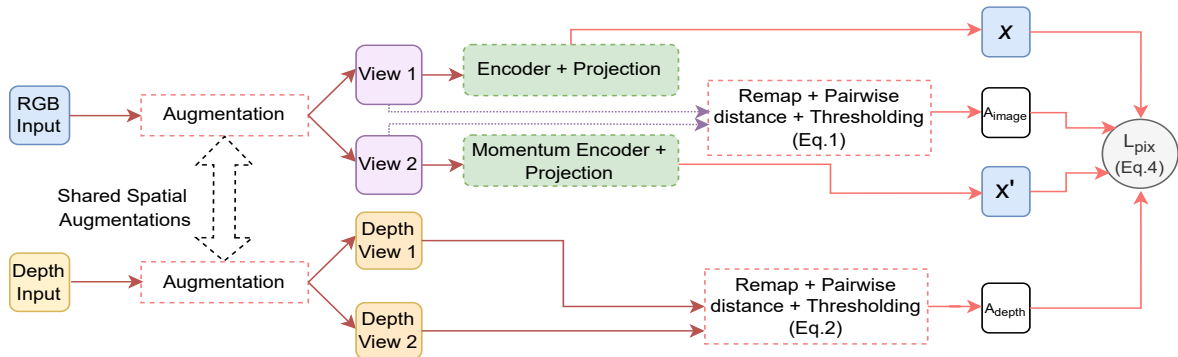 RGB
Input
Augmentation
View 1
View 2
Encoder + Projection
Momentum Encoder +
Projection
Remap + Pairwise
distance + Thresholding
(Eq.1)
x
A_image
x'
L_pix
(Eq.4)
Shared Spatial
Augmentations
Depth
Input
Augmentation
Depth
View 1
Depth
View 2
Remap + Pairwise
distance + Thresholding
(Eq.2)
A_depth